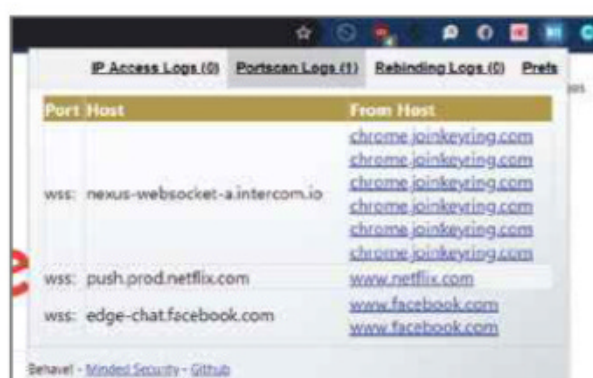 IP Access Logs (0) Portscan Logs (1) Rebinding Logs (0) Prefs
Port Host From Host
chrome.joinkeyring.com
chrome.joinkeyring.com
chrome.joinkeyring.com
wss: nexus-websocket-a.intercom.io
chrome.joinkeyring.com
chrome.joinkeyring.com
chrome.joinkeyring.com
wss: push.prod.netflix.com www.netflix.com
wss: edge-chat.facebook.com www.facebook.com
www.facebook.com
Behave! - Minded Security - Github